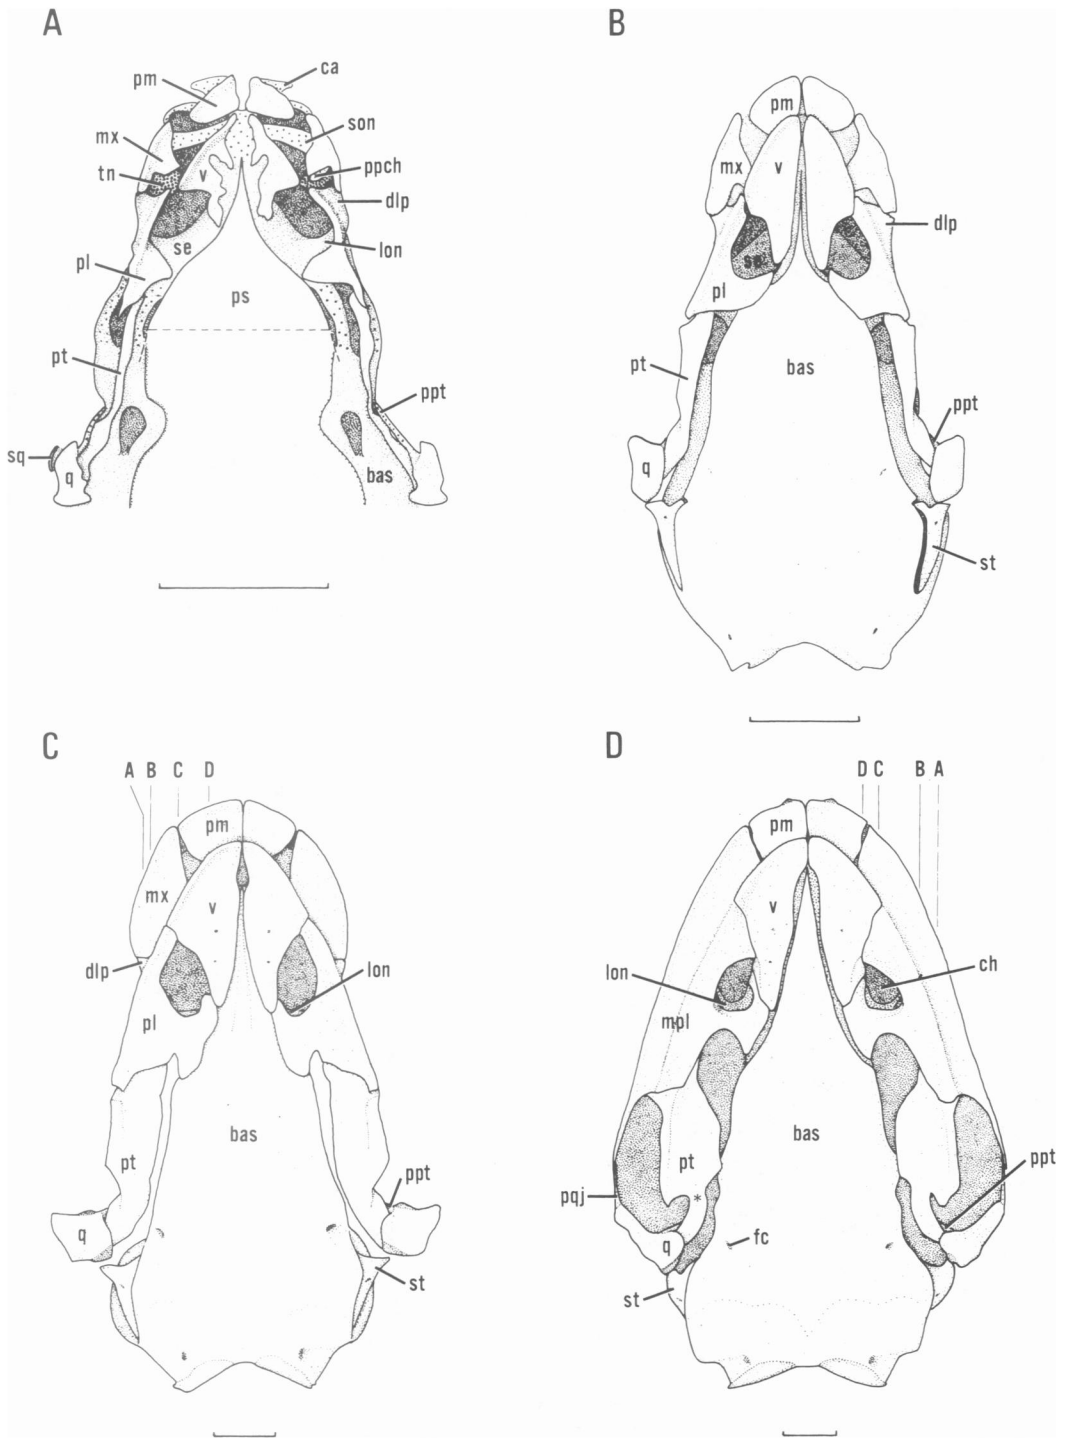 A
pm
ca
mx
son
tn
v
ppch
dlp
se
lon
pl
ps
pt
ppt
sq
q
bas
B
pm
mx
v
dlp
se
pl
pt
bas
ppt
q
st
C
A B C D
pm
mx
v
dlp
lon
pl
bas
pt
ppt
q
st
D
D C B A
pm
v
lon
ch
mpl
bas
pt
ppt
pqj
*
fc
q
st